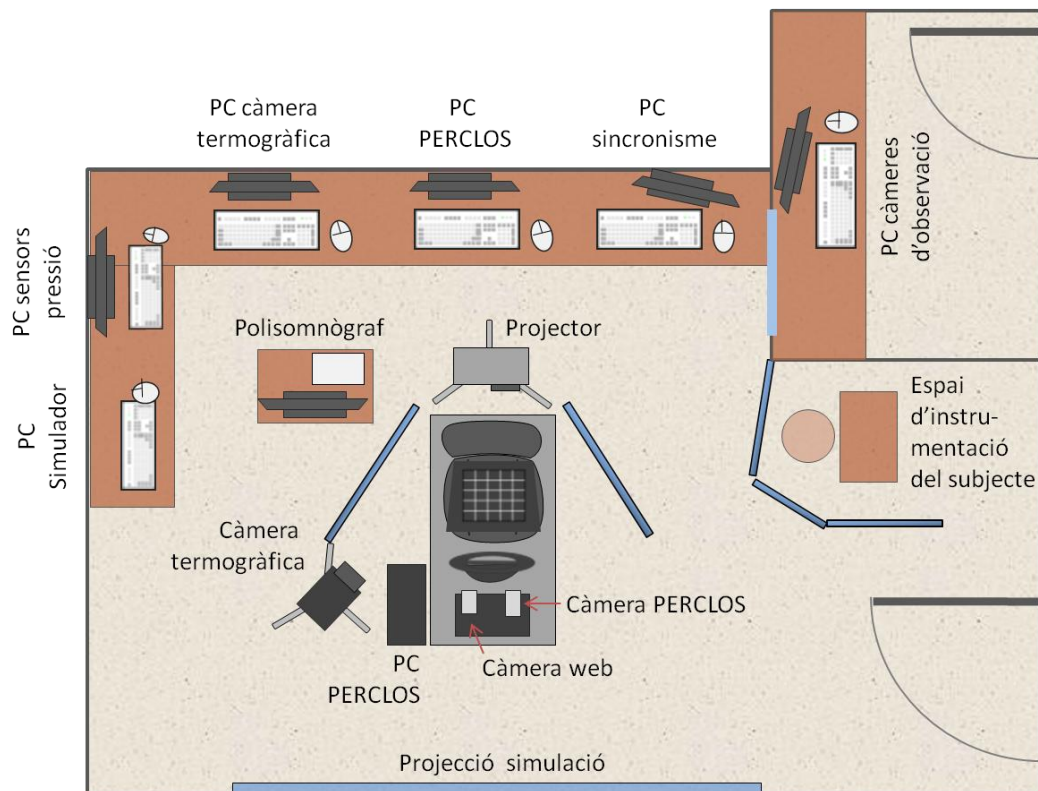 PC càmera
termogràfica
PC
PERCLOS
PC
sincronisme
PC càmeres
d'observació
PC sensors
pressió
PC
Simulador
Polisomnògraf
Projector
Espai
d'instru-
mentació
del subjecte
Càmera
termogràfica
Càmera PERCLOS
Càmera web
PC
PERCLOS
Projecció simulació